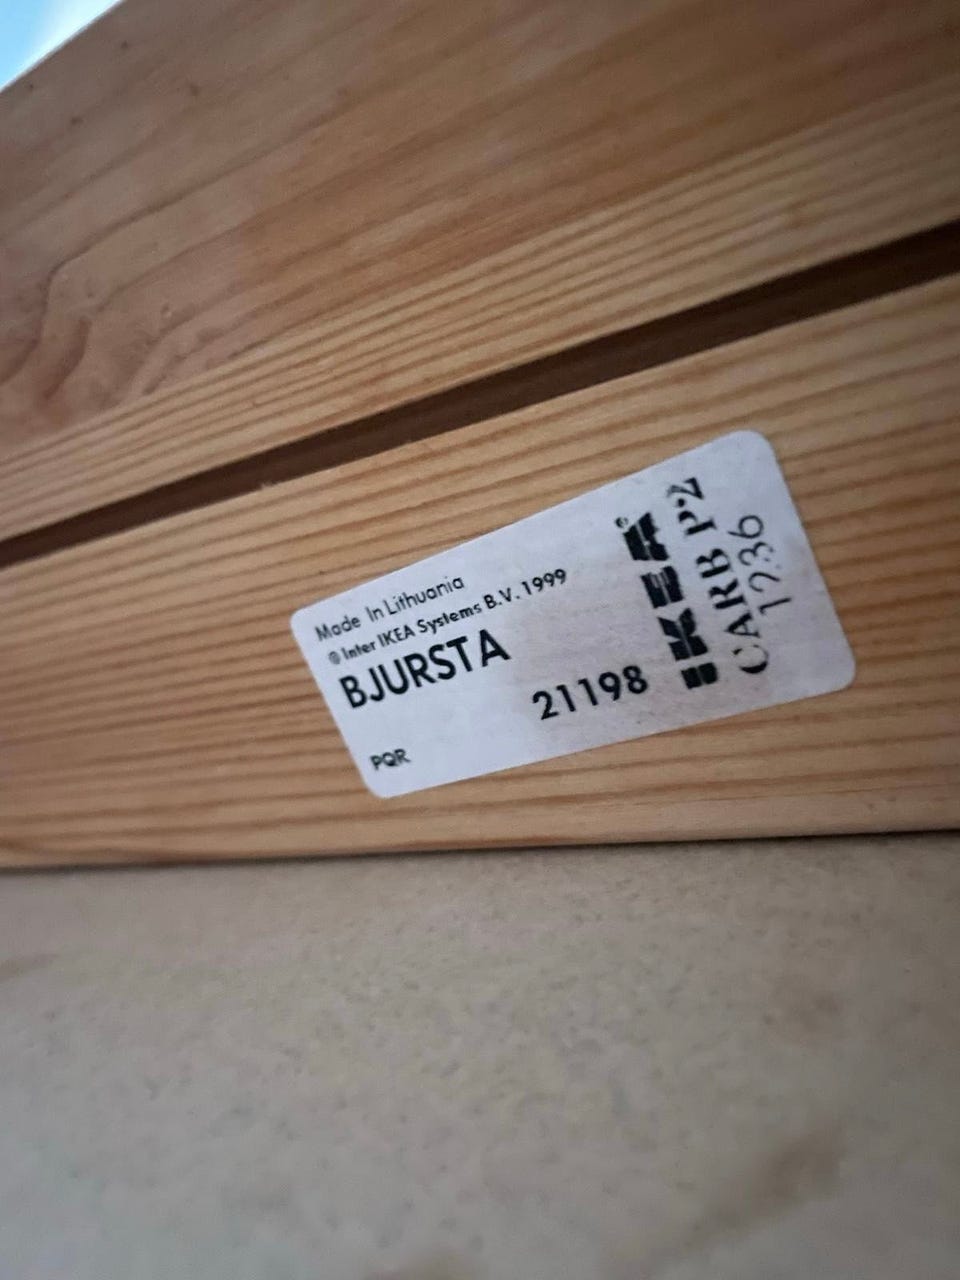 Made In Lithuania
© Inter IKEA Systems B.V. 1999
BJURSTA
21198
PQR
IKEA®
CARB P2
1236